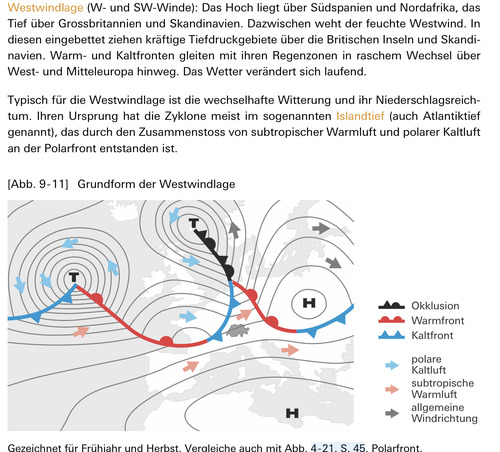 Westwindlage (W- und SW-Winde): Das Hoch liegt über Südspanien und Nordafrika, das
Tief über Grossbritannien und Skandinavien. Dazwischen weht der feuchte Westwind. In
diesen eingebettet ziehen kräftige Tiefdruckgebiete über die Britischen Inseln und Skandi-
navien. Warm- und Kaltfronten gleiten mit ihren Regenzonen in raschem Wechsel über
West- und Mitteleuropa hinweg. Das Wetter verändert sich laufend.
Typisch für die Westwindlage ist die wechselhafte Witterung und ihr Niederschlagsreich-
tum. Ihren Ursprung hat die Zyklone meist im sogenannten Islandtief (auch Atlantiktief
genannt), das durch den Zusammenstoss von subtropischer Warmluft und polarer Kaltluft
an der Polarfront entstanden ist.
[Abb. 9-11] Grundform der Westwindlage
T
T
H
H
Okklusion
Warmfront
Kaltfront
polare
Kaltluft
subtropische
Warmluft
allgemeine
Windrichtung
Gezeichnet für Frühjahr und Herbst. Vergleiche auch mit Abb. 4-21, S. 45, Polarfront.